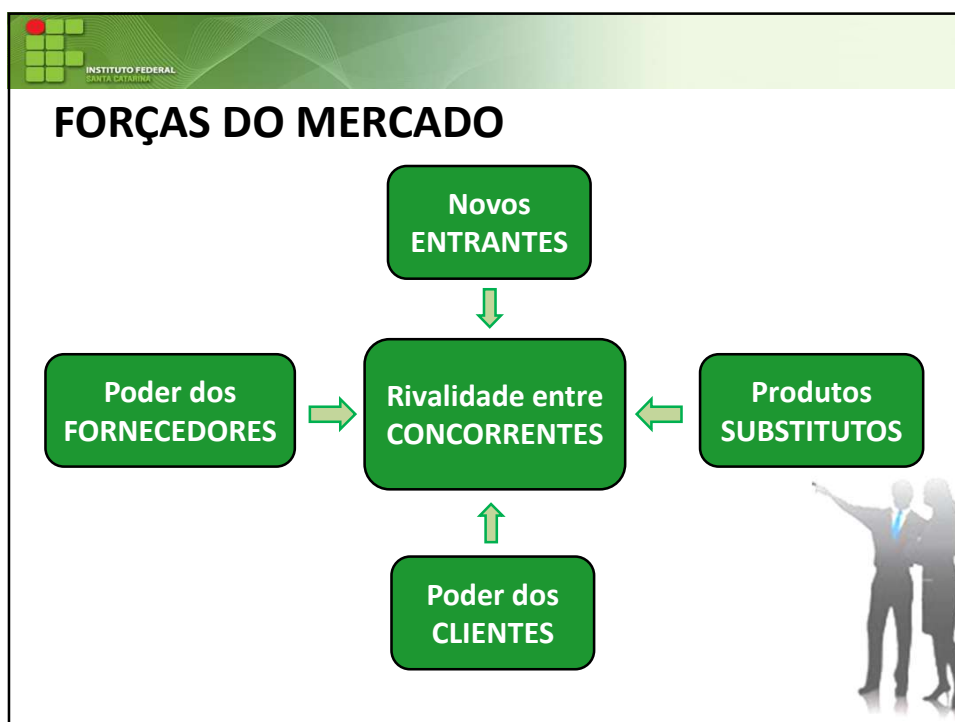 INSTITUTO FEDERAL
SANTA CATARINA
FORÇAS DO MERCADO
Novos
ENTRANTES
Poder dos
FORNECEDORES
Rivalidade entre
CONCORRENTES
Produtos
SUBSTITUTOS
Poder dos
CLIENTES